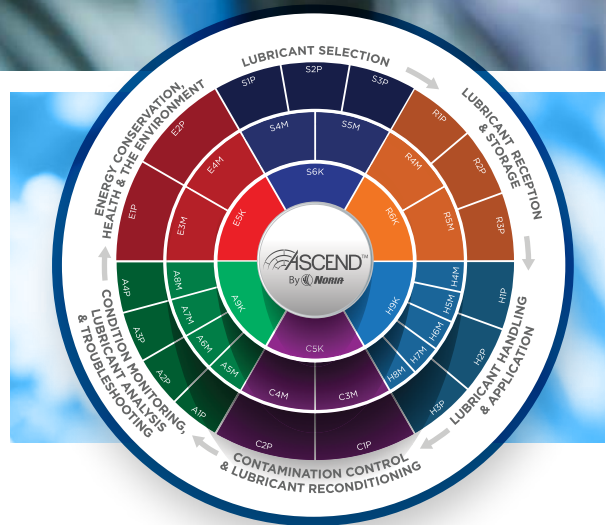 LUBRICANT SELECTION
S1P
S2P
S3P
S4M
S5M
S6K
LUBRICANT RECEPTION
& STORAGE
R1P
R2P
R3P
R4M
R5M
R6K
LUBRICANT HANDLING
& APPLICATION
H1P
H2P
H3P
H4M
H5M
H6M
H7M
H8M
H9K
CONTAMINATION CONTROL
& LUBRICANT RECONDITIONING
C1P
C2P
C3M
C4M
C5K
CONDITION MONITORING,
LUBRICANT ANALYSIS
& TROUBLESHOOTING
A1P
A2P
A3P
A4P
A5M
A6M
A7M
A8M
A9K
ENERGY CONSERVATION,
HEALTH & THE ENVIRONMENT
E1P
E2P
E3M
E4M
E5K
ASCEND™
By NORIA